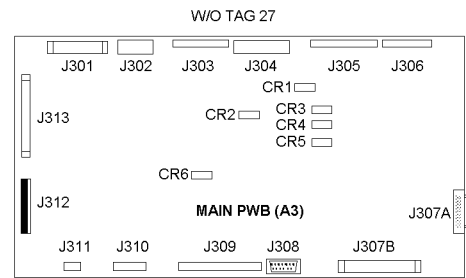 W/O TAG 27
J301 J302 J303 J304 J305 J306
CR1
CR2 CR3
J313 CR4
CR5
CR6
J312 MAIN PWB (A3) J307A
J311 J310 J309 J308 J307B